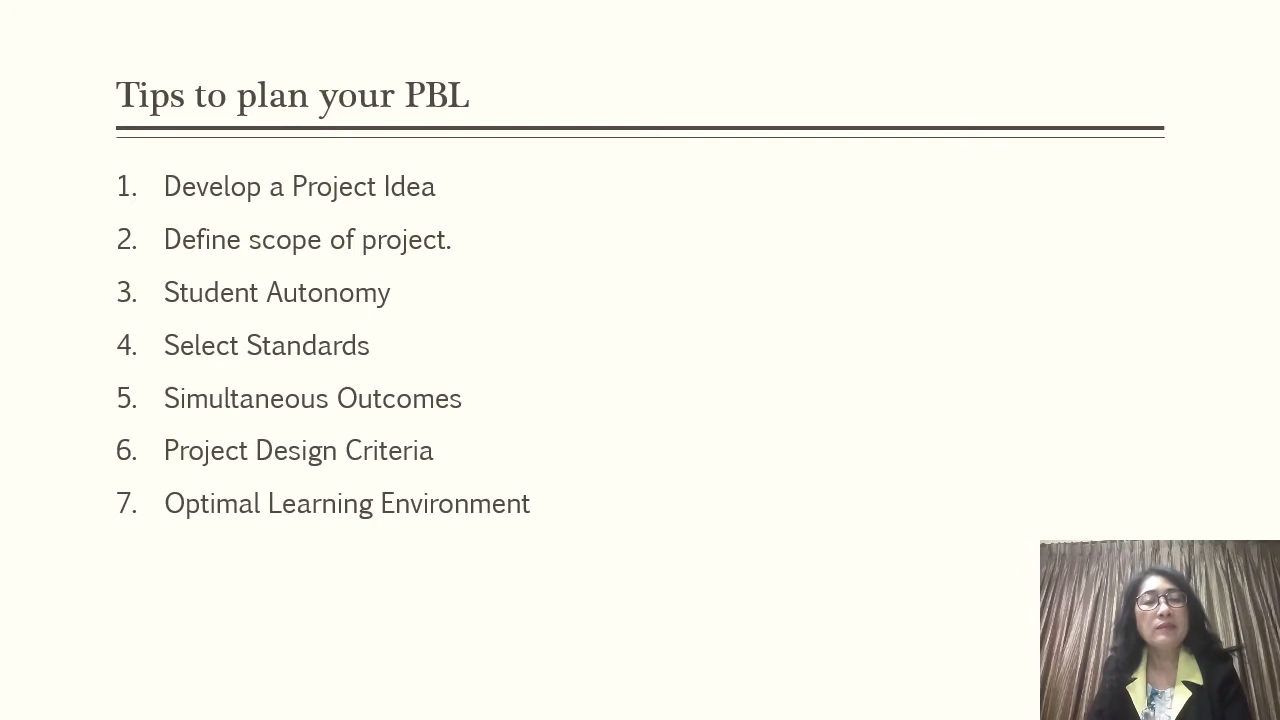 Tips to plan your PBL
1. Develop a Project Idea
2. Define scope of project.
3. Student Autonomy
4. Select Standards
5. Simultaneous Outcomes
6. Project Design Criteria
7. Optimal Learning Environment